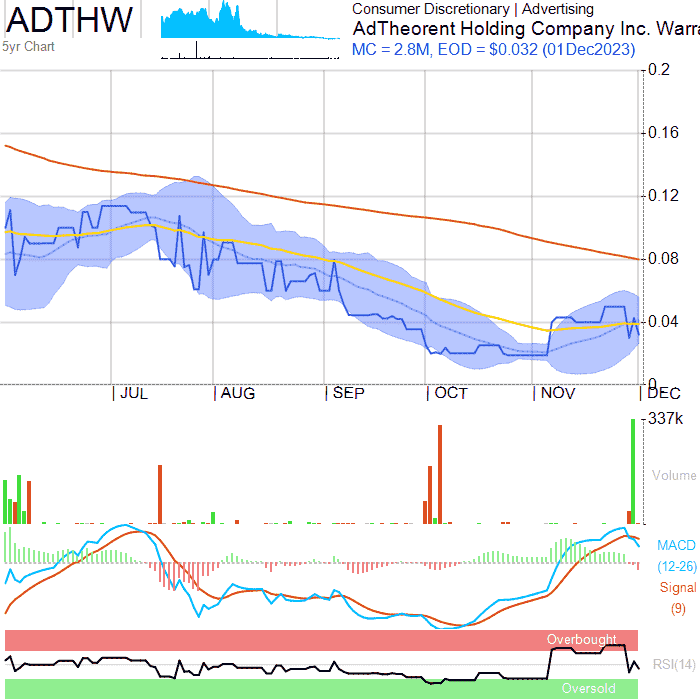 ADTHW
5yr Chart
Consumer Discretionary | Advertising
AdTheorent Holding Company Inc. Warra
MC = 2.8M, EOD = $0.032 (01Dec2023)
0.2
0.16
0.12
0.08
0.04
0
JUL
AUG
SEP
OCT
NOV
DEC
337k
Volume
MACD
(12-26)
Signal
(9)
Overbought
RSI(14)
Oversold